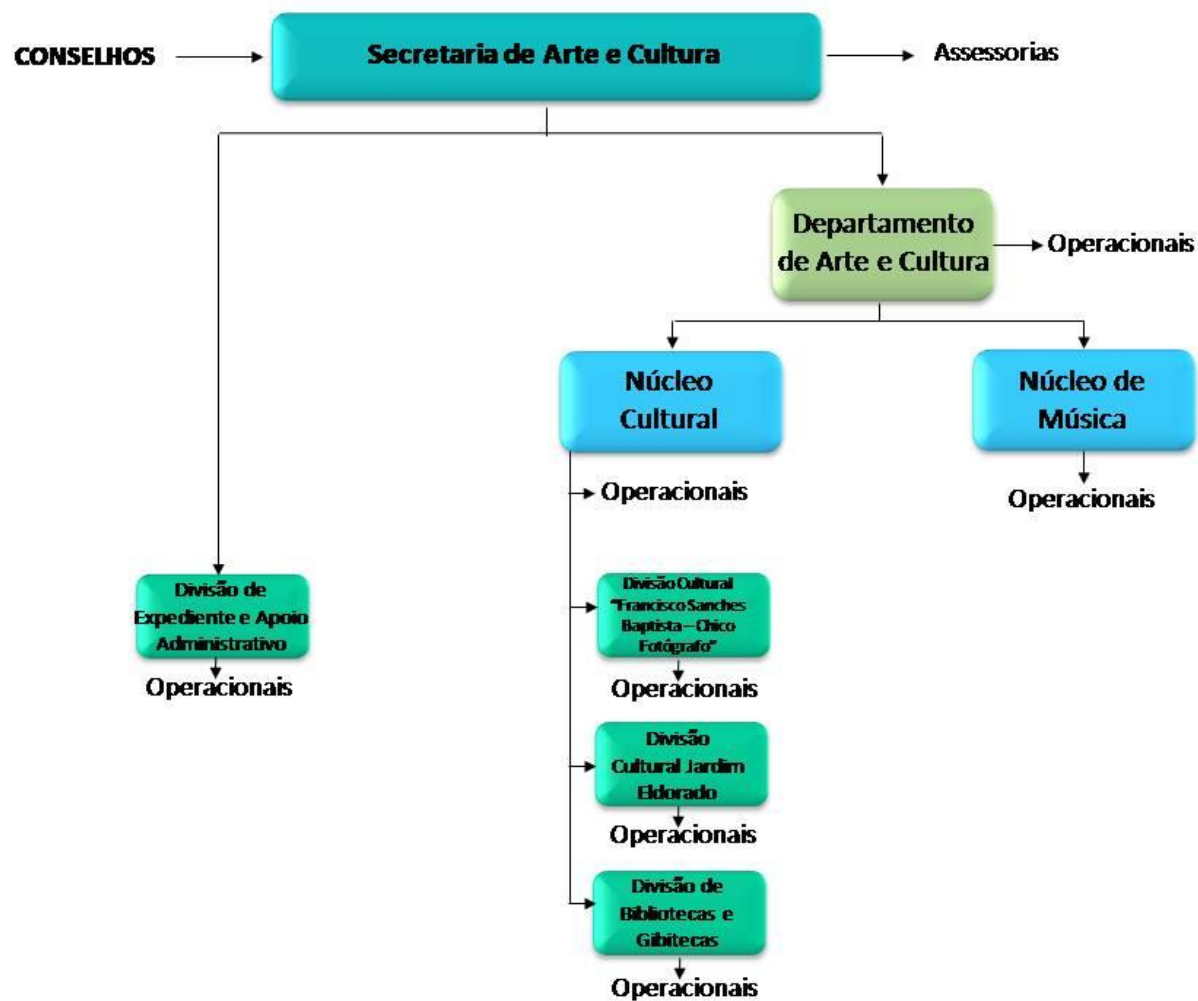 CONSELHOS
Secretaria de Arte e Cultura
Assessorias
Departamento
de Arte e Cultura
Operacionais
Núcleo
Cultural
Núcleo de
Música
Operacionais
Operacionais
Divisão de
Expediente e Apoio
Administrativo
Operacionais
Divisão Cultural
"Francisco Sanches
Baptista – Chico
Fotógrafo"
Operacionais
Divisão
Cultural Jardim
Eldorado
Operacionais
Divisão de
Bibliotecas e
Gibitecas
Operacionais